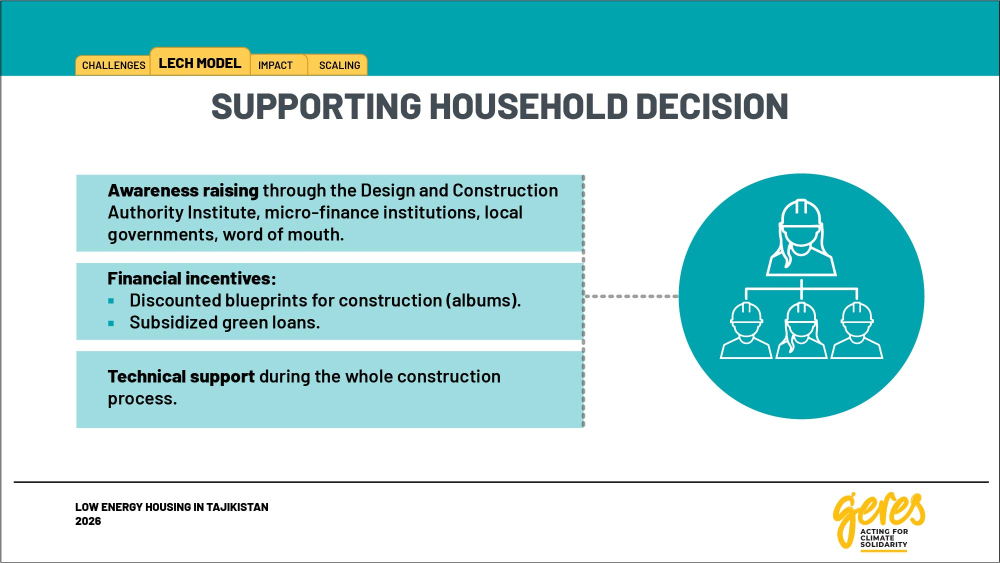 CHALLENGES
LECH MODEL
IMPACT
SCALING
SUPPORTING HOUSEHOLD DECISION
Awareness raising through the Design and Construction
Authority Institute, micro-finance institutions, local
governments, word of mouth.
Financial incentives:
▪ Discounted blueprints for construction (albums).
▪ Subsidized green loans.
Technical support during the whole construction
process.
LOW ENERGY HOUSING IN TAJIKISTAN
2026
geres
ACTING FOR
CLIMATE
SOLIDARITY